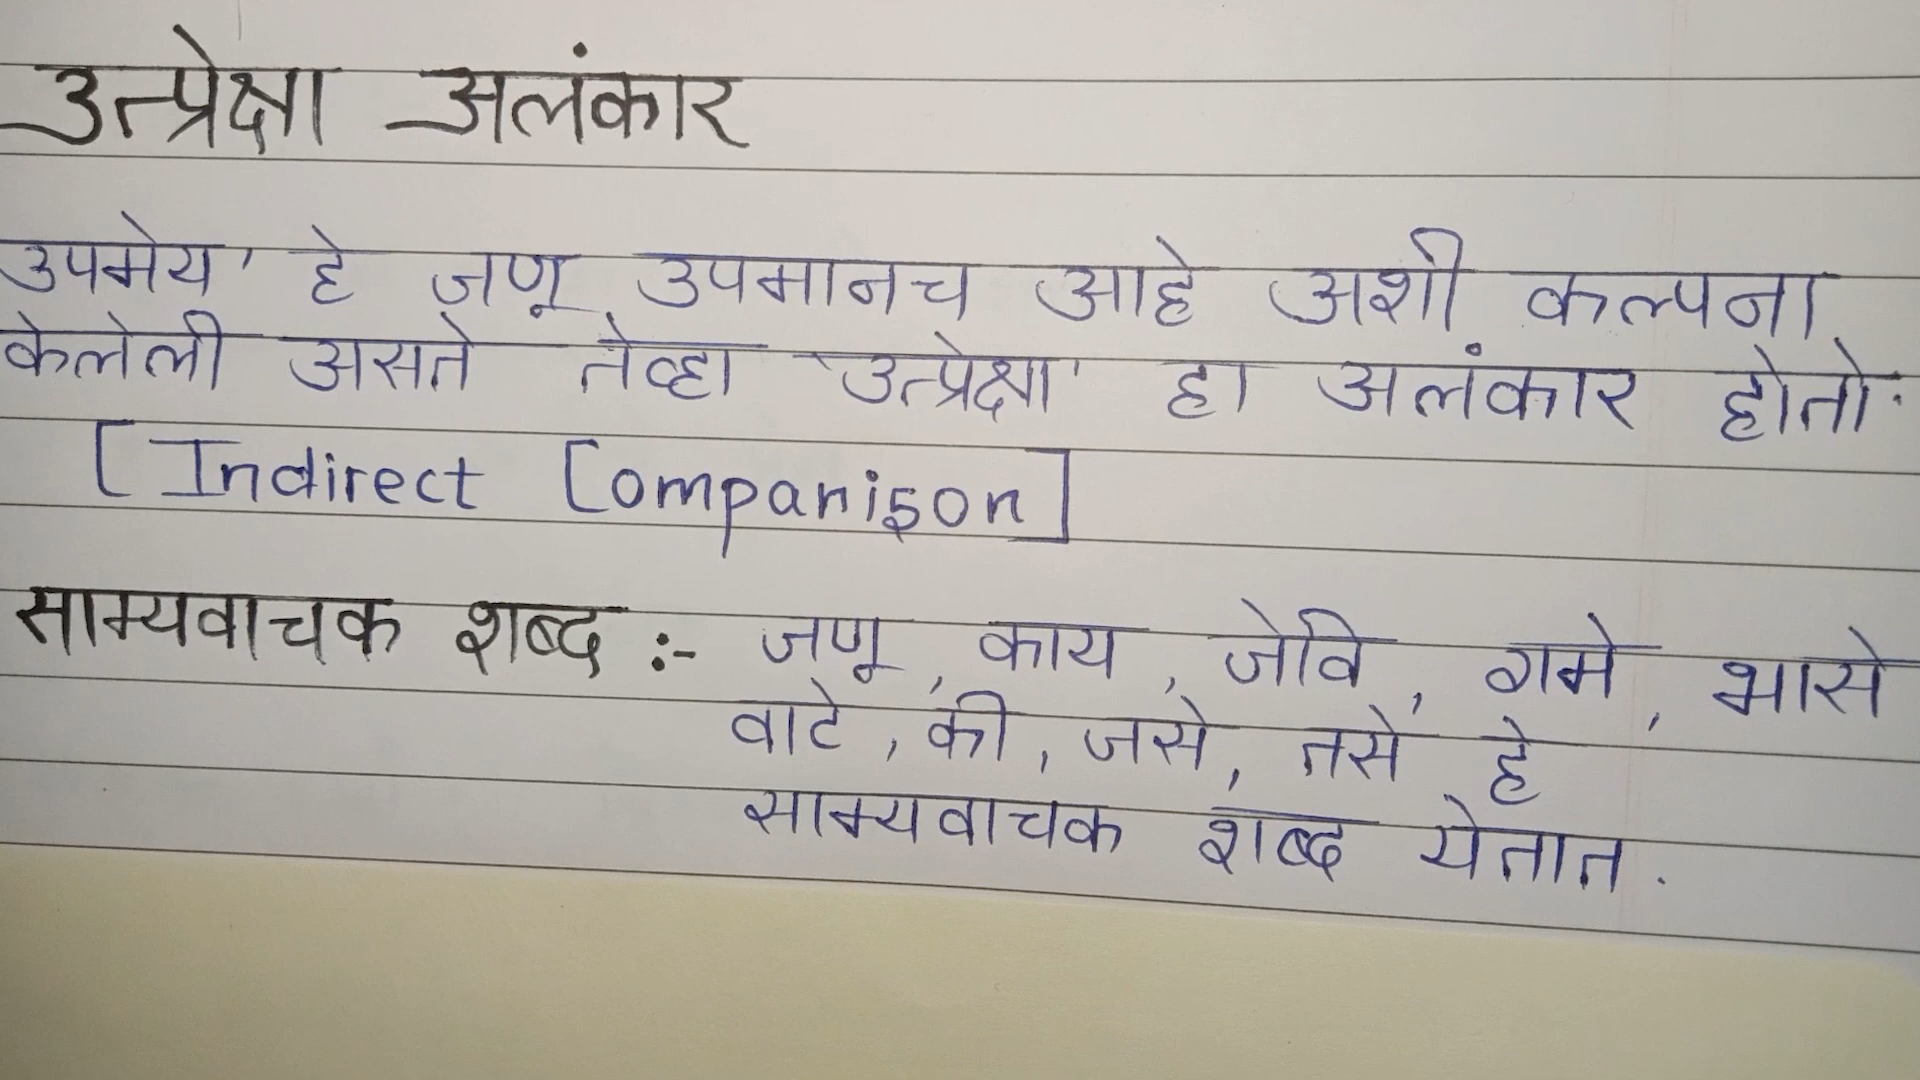 उत्प्रेक्षा अलंकार
उपमेय' हे जणू उपमानच आहे अशी कल्पना
केलेली असते तेव्हा 'उत्प्रेक्षा' हा अलंकार होतो.
[Indirect Comparison]
साम्यवाचक शब्द :- जणू, काय, जेवि, गमे, भासे
वाटे, की, जसे, तसे हे
साम्यवाचक शब्द येतात.